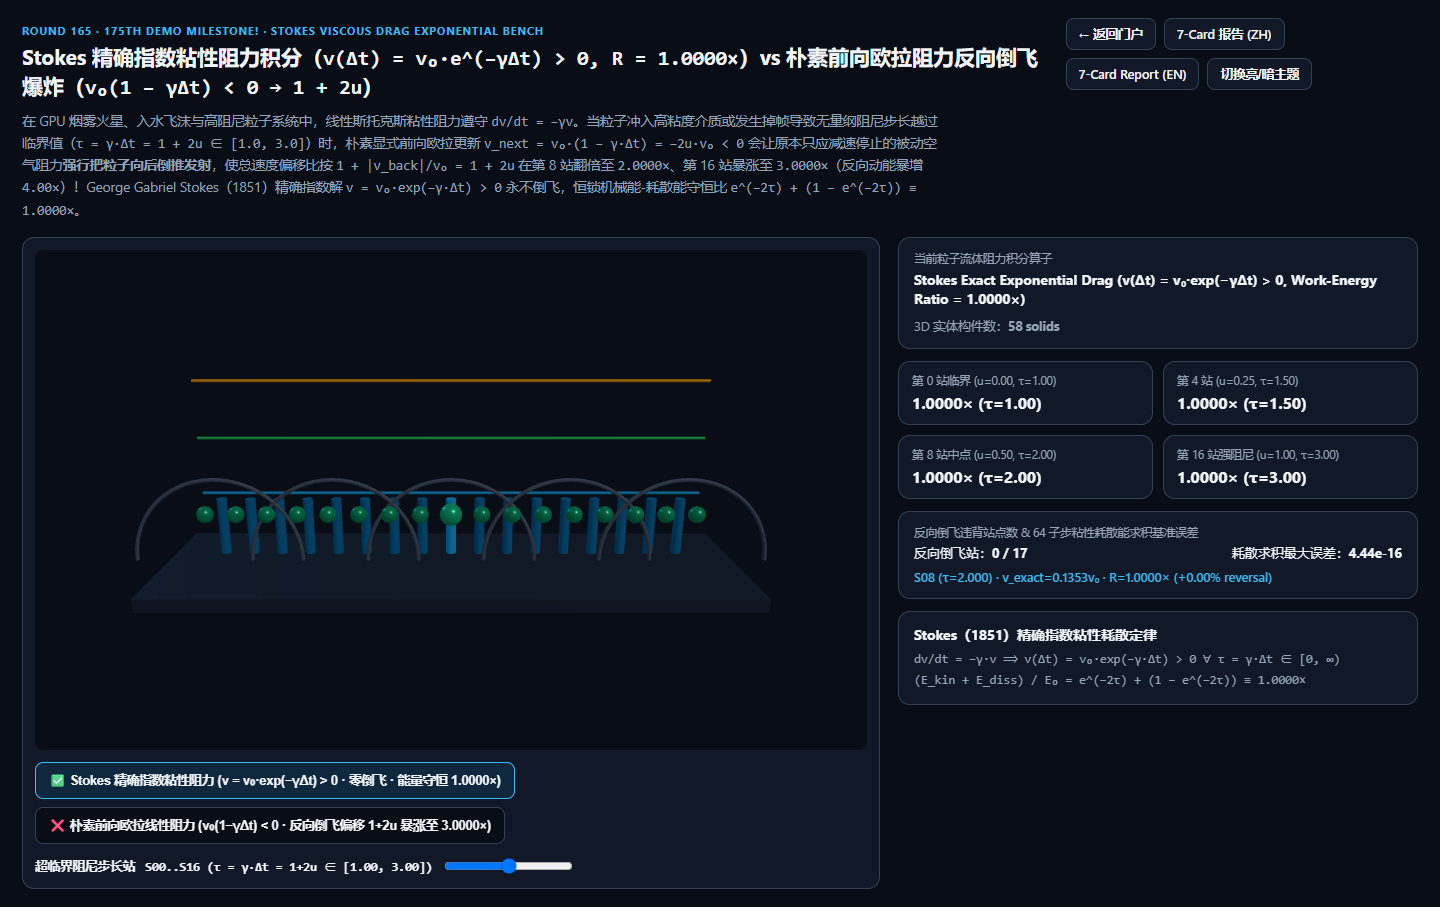 ROUND 165 · 175TH DEMO MILESTONE! · STOKES VISCOUS DRAG EXPONENTIAL BENCH
Stokes 精确指数粘性阻力积分（v(Δt) = v₀·e^(−γΔt) > 0, R = 1.0000×）vs 朴素前向欧拉阻力反向倒飞
爆炸（v₀(1 − γΔt) < 0 → 1 + 2u）
← 返回门户
7-Card 报告 (ZH)
7-Card Report (EN)
切换亮/暗主题
在 GPU 烟雾火星、入水飞沫与高阻尼粒子系统中，线性斯托克斯粘性阻力遵守 dv/dt = −γv。当粒子冲入高粘度介质或发生掉帧导致无量纲阻尼步长越过
临界值（τ = γ·Δt = 1 + 2u ∈ [1.0, 3.0]）时，朴素显式前向欧拉更新 v_next = v₀·(1 − γ·Δt) = −2u·v₀ < 0 会让原本只应减速停止的被动空
气阻力强行把粒子向后倒推发射，使总速度偏移比按 1 + |v_back|/v₀ = 1 + 2u 在第 8 站翻倍至 2.0000×、第 16 站暴涨至 3.0000×（反向动能暴增
4.00×）！George Gabriel Stokes（1851）精确指数解 v = v₀·exp(−γ·Δt) > 0 永不倒飞，恒锁机械能-耗散能守恒比 e^(−2τ) + (1 − e^(−2τ)) ≡
1.0000×。
当前粒子流体阻力积分算子
Stokes Exact Exponential Drag (v(Δt) = v₀·exp(−γΔt) > 0, Work-Energy
Ratio = 1.0000×)
3D 实体构件数：58 solids
第 0 站临界 (u=0.00, τ=1.00)
1.0000× (τ=1.00)
第 4 站 (u=0.25, τ=1.50)
1.0000× (τ=1.50)
第 8 站中点 (u=0.50, τ=2.00)
1.0000× (τ=2.00)
第 16 站强阻尼 (u=1.00, τ=3.00)
1.0000× (τ=3.00)
反向倒飞违背站点数 & 64 子步粘性耗散能求积基准误差
反向倒飞站：0 / 17
耗散求积最大误差：4.44e-16
S08 (τ=2.000) · v_exact=0.1353v₀ · R=1.0000× (+0.00% reversal)
Stokes（1851）精确指数粘性耗散定律
dv/dt = −γ·v ⟹ v(Δt) = v₀·exp(−γ·Δt) > 0 ∀ τ = γ·Δt ∈ [0, ∞)
(E_kin + E_diss) / E₀ = e^(−2τ) + (1 − e^(−2τ)) ≡ 1.0000×
✅ Stokes 精确指数粘性阻力 (v = v₀·exp(−γΔt) > 0 · 零倒飞 · 能量守恒 1.0000×)
❌ 朴素前向欧拉线性阻力 (v₀(1−γΔt) < 0 · 反向倒飞偏移 1+2u 暴涨至 3.0000×)
超临界阻尼步长站 S00..S16 (τ = γ·Δt = 1+2u ∈ [1.00, 3.00])